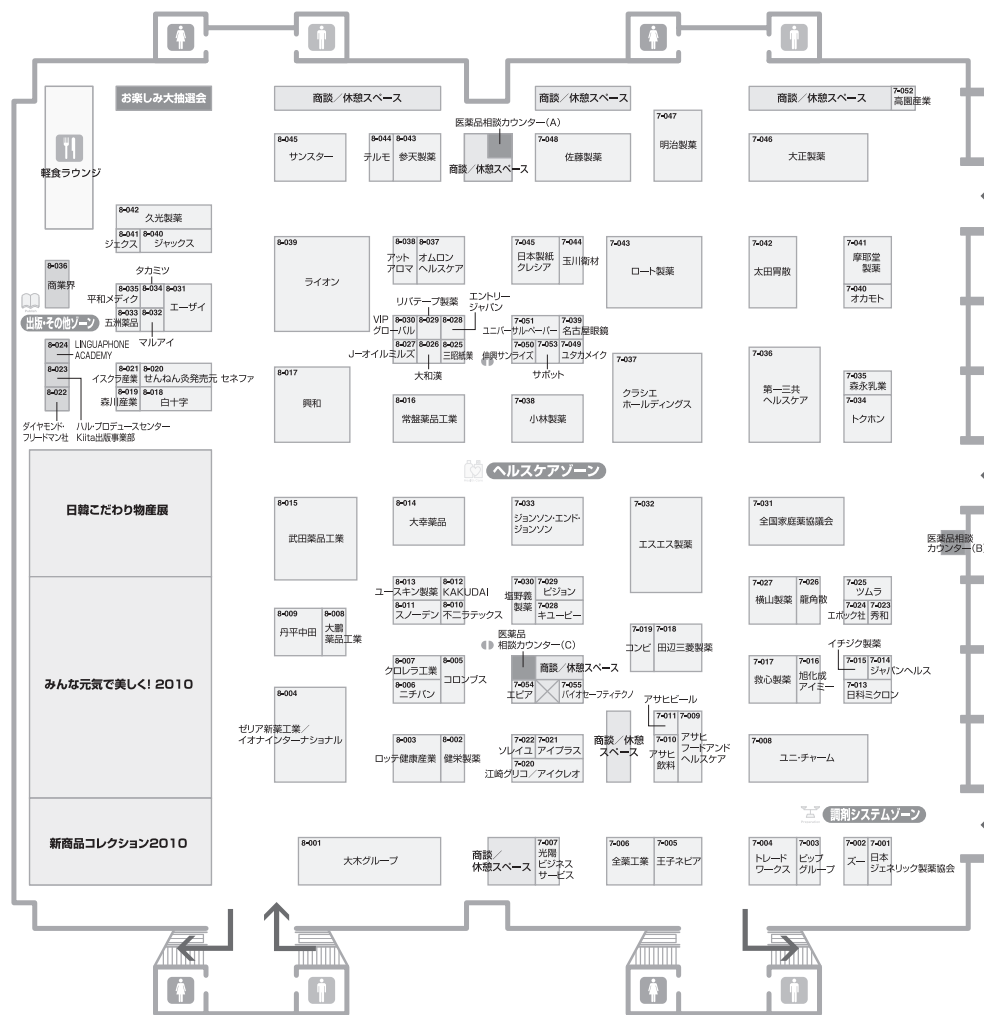 お楽しみ大抽選会
商談／休憩スペース
商談／休憩スペース
商談／休憩スペース
7-052
高園産業
軽食ラウンジ
8-045
サンスター
8-044
テルモ
8-043
参天製薬
医薬品相談カウンター(A)
商談／休憩スペース
7-048
佐藤製薬
7-047
明治製菓
7-046
大正製薬
8-042
久光製薬
8-041
ジェクス
8-040
ジャックス
8-039
ライオン
8-038
アット
アロマ
8-037
オムロン
ヘルスケア
7-045
日本製紙
クレシア
7-044
玉川衛材
7-043
ロート製薬
7-042
太田胃散
7-041
摩耶堂
製薬
7-040
オカモト
8-036
商業界
出版・その他ゾーン
タカミツ
8-035
平和メディク
8-034
8-031
エーザイ
8-033
五洲薬品
8-032
マルアイ
リバテープ製薬
エントリー
ジャパン
VIP
グローバル
8-030
8-029
8-028
8-027
J-オイルミルズ
8-026
大和漢
8-025
三昭紙業
7-051
ユニバーサルペーパー
7-039
名古屋眼鏡
7-050
伸興サンライズ
7-053
サポット
7-049
ユタカメイク
7-037
クラシエ
ホールディングス
7-036
第一三共
ヘルスケア
7-035
森永乳業
7-034
トクホン
8-024
LINGUAPHONE
ACADEMY
8-023
8-022
ダイヤモンド・
フリードマン社
ハル・プロデュースセンター
Kiita出版事業部
8-021
イスクラ産業
8-020
せんねん灸発売元 セネファ
8-019
森川産業
8-018
白十字
8-017
興和
8-016
常盤薬品工業
7-038
小林製薬
ヘルスケアゾーン
日韓こだわり物産展
8-015
武田薬品工業
8-014
大幸薬品
7-033
ジョンソン・エンド・
ジョンソン
7-032
エスエス製薬
7-031
全国家庭薬協議会
医薬品相談
カウンター(B)
8-013
ユースキン製薬
8-012
KAKUDAI
8-011
スノーデン
8-010
不二ラテックス
7-030
塩野義
製薬
7-029
ピジョン
7-028
キユーピー
7-027
横山製薬
7-026
龍角散
7-025
ツムラ
7-024
エポック社
7-023
秀和
8-009
丹平中田
8-008
大鵬
薬品工業
医薬品
相談カウンター(C)
商談／休憩スペース
7-019
コンビ
7-018
田辺三菱製薬
イチジク製薬
みんな元気で美しく! 2010
8-007
クロレラ工業
8-006
ニチバン
8-005
コロンブス
7-054
エビア
7-055
バイオセーフティテクノ
7-017
救心製薬
7-016
旭化成
アイミー
7-015
7-014
ジャパンヘルス
7-013
日科ミクロン
8-004
ゼリア新薬工業／
イオナインターナショナル
8-003
ロッテ健康産業
8-002
健栄製薬
7-022
ソレイユ
7-021
アイプラス
7-020
江崎グリコ／アイクレオ
商談／休憩
スペース
アサヒビール
7-011
7-010
アサヒ
飲料
7-009
アサヒ
フードアンド
ヘルスケア
7-008
ユニ・チャーム
調剤システムゾーン
新商品コレクション2010
8-001
大木グループ
商談／
休憩スペース
7-007
光陽
ビジネス
サービス
7-006
全薬工業
7-005
王子ネピア
7-004
トレード
ワークス
7-003
ピップ
グループ
7-002
ズー
7-001
日本
ジェネリック製薬協会